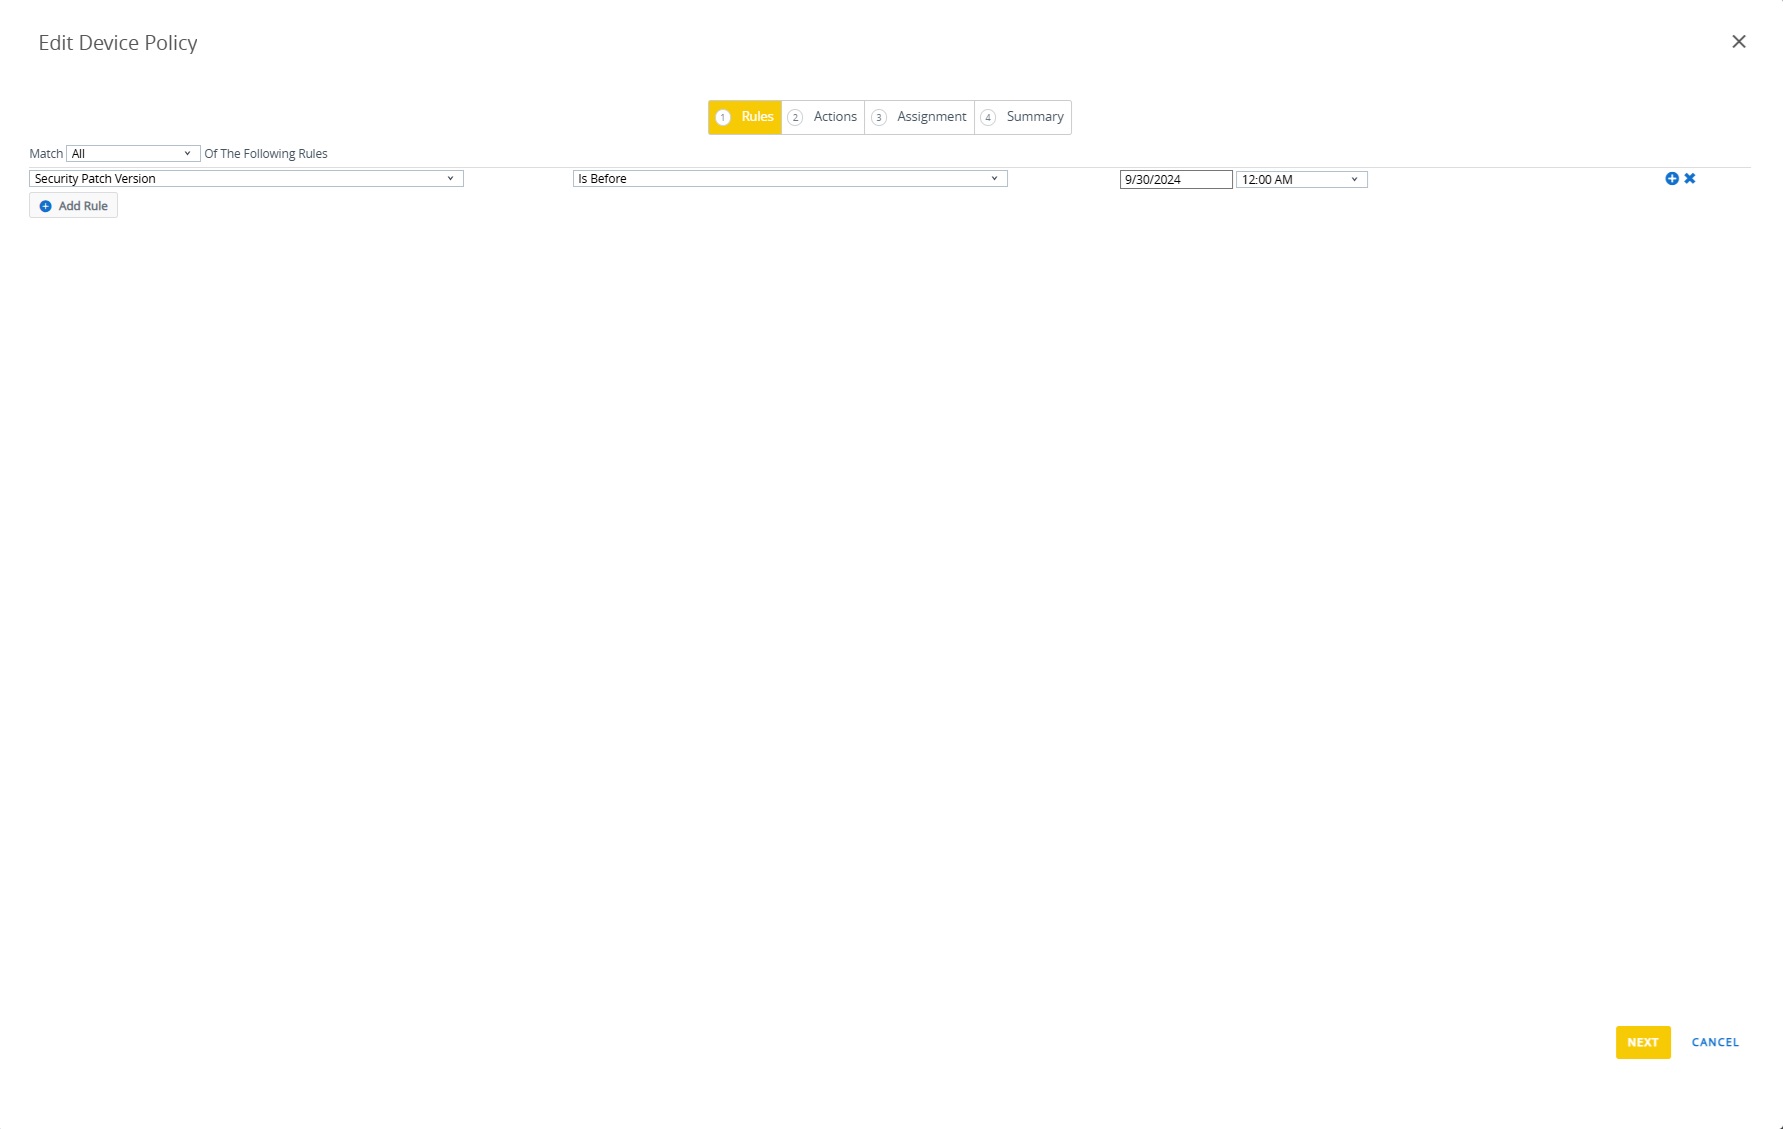 Edit Device Policy
1 Rules 2 Actions 3 Assignment 4 Summary
Match All Of The Following Rules
Security Patch Version Is Before 9/30/2024 12:00 AM
Add Rule
NEXT CANCEL